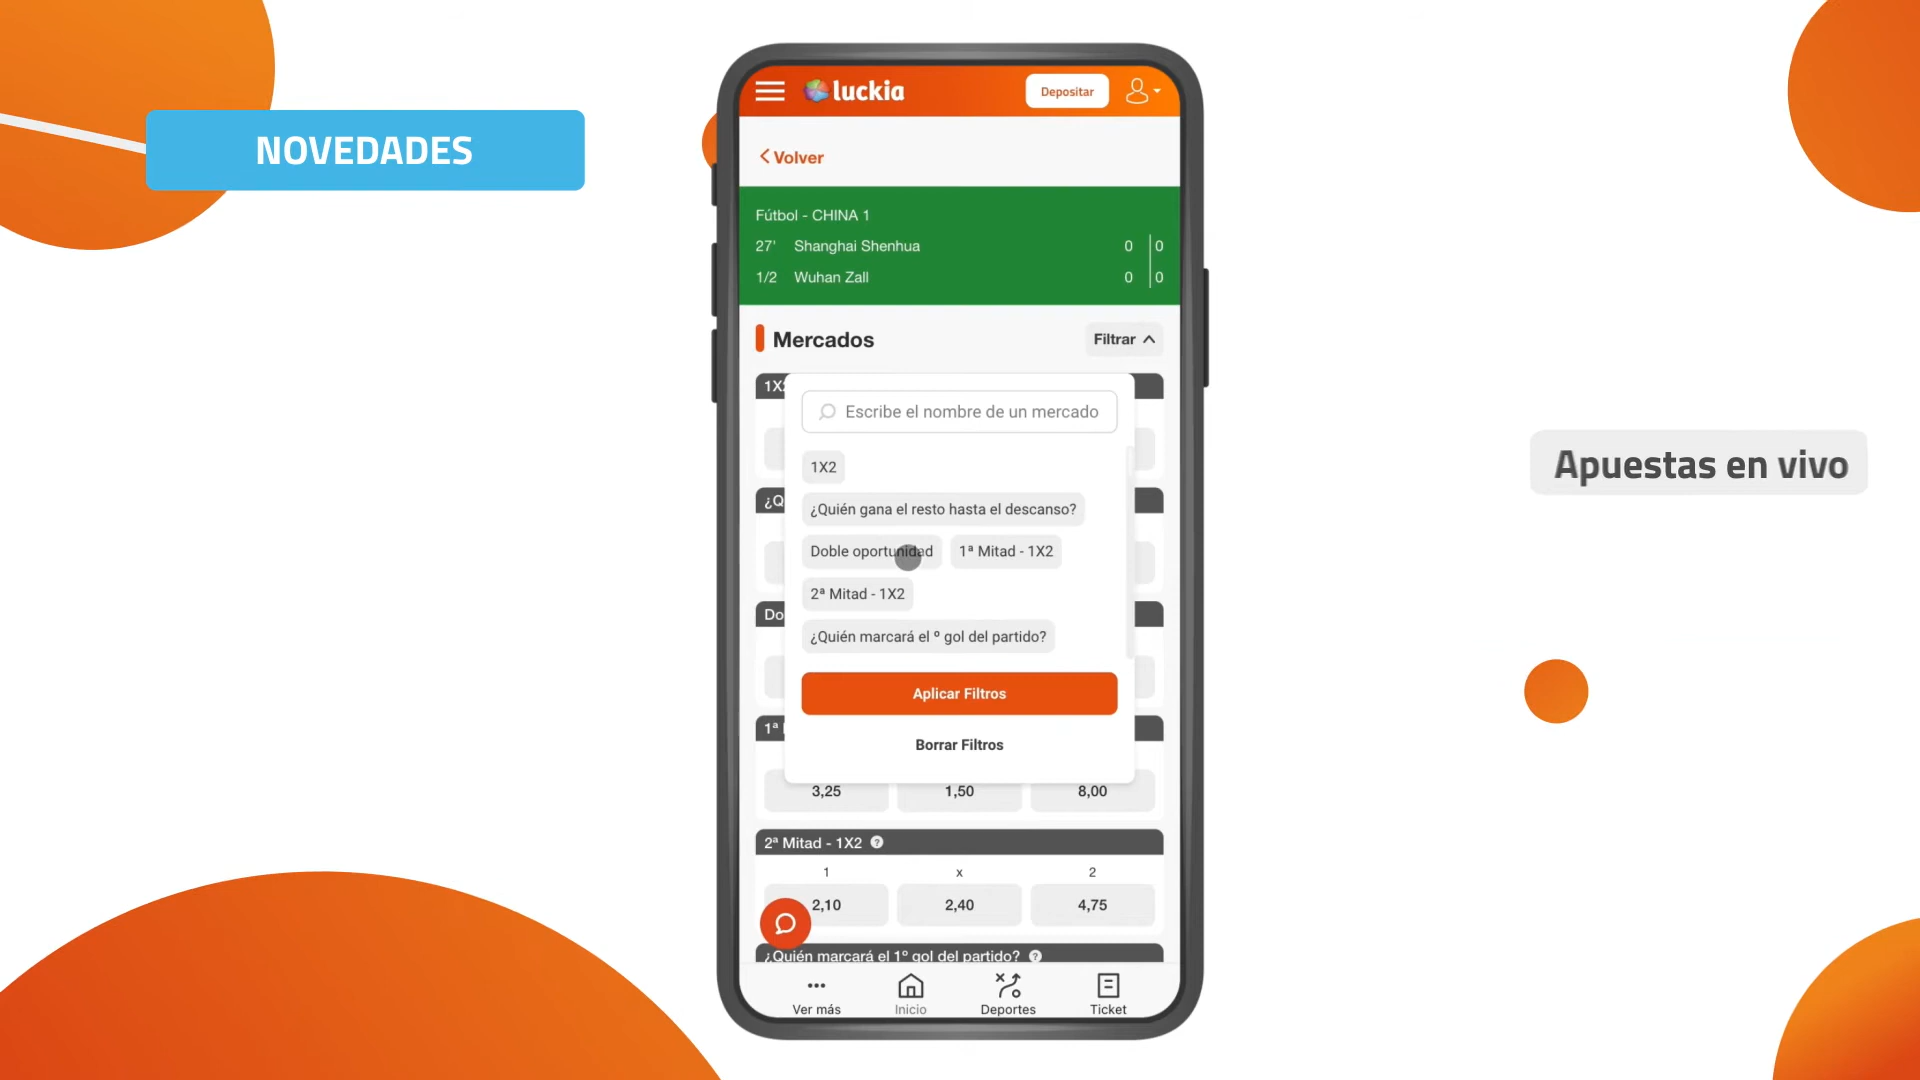 NOVEDADES
luckia
Depositar
Volver
Fútbol - CHINA 1
27' Shanghai Shenhua 0 0
1/2 Wuhan Zall 0 0
Mercados
Filtrar
1X2
Escribe el nombre de un mercado
1X2
¿Q
¿Quién gana el resto hasta el descanso?
Doble oportunidad 1ª Mitad - 1X2
2ª Mitad - 1X2
Do
¿Quién marcará el º gol del partido?
Aplicar Filtros
1ª
Borrar Filtros
3,25 1,50 8,00
2ª Mitad - 1X2 ?
1 x 2
2,10 2,40 4,75
¿Quién marcará el 1º gol del partido? ?
Ver más Inicio Deportes Ticket
Apuestas en vivo